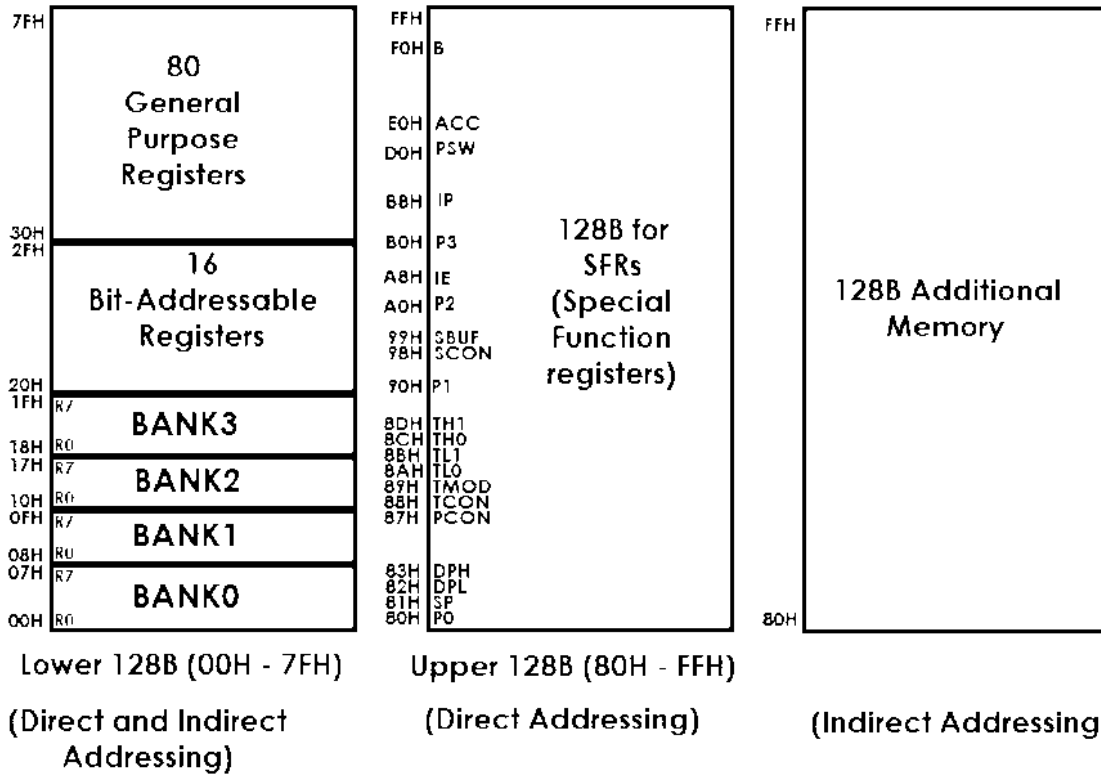 7FH
80
General
Purpose
Registers
30H
2FH
16
Bit-Addressable
Registers
20H
1FH R7
BANK3
18H R0
17H R7
BANK2
10H R0
0FH R7
BANK1
08H R0
07H R7
BANK0
00H R0
Lower 128B (00H - 7FH)
(Direct and Indirect
Addressing)
FFH
F0H B
E0H ACC
D0H PSW
B8H IP
B0H P3
A8H IE
A0H P2
99H SBUF
98H SCON
90H P1
8DH TH1
8CH TH0
8BH TL1
8AH TL0
89H TMOD
88H TCON
87H PCON
83H DPH
82H DPL
81H SP
80H P0
128B for
SFRs
(Special
Function
registers)
Upper 128B (80H - FFH)
(Direct Addressing)
FFH
128B Additional
Memory
80H
(Indirect Addressing